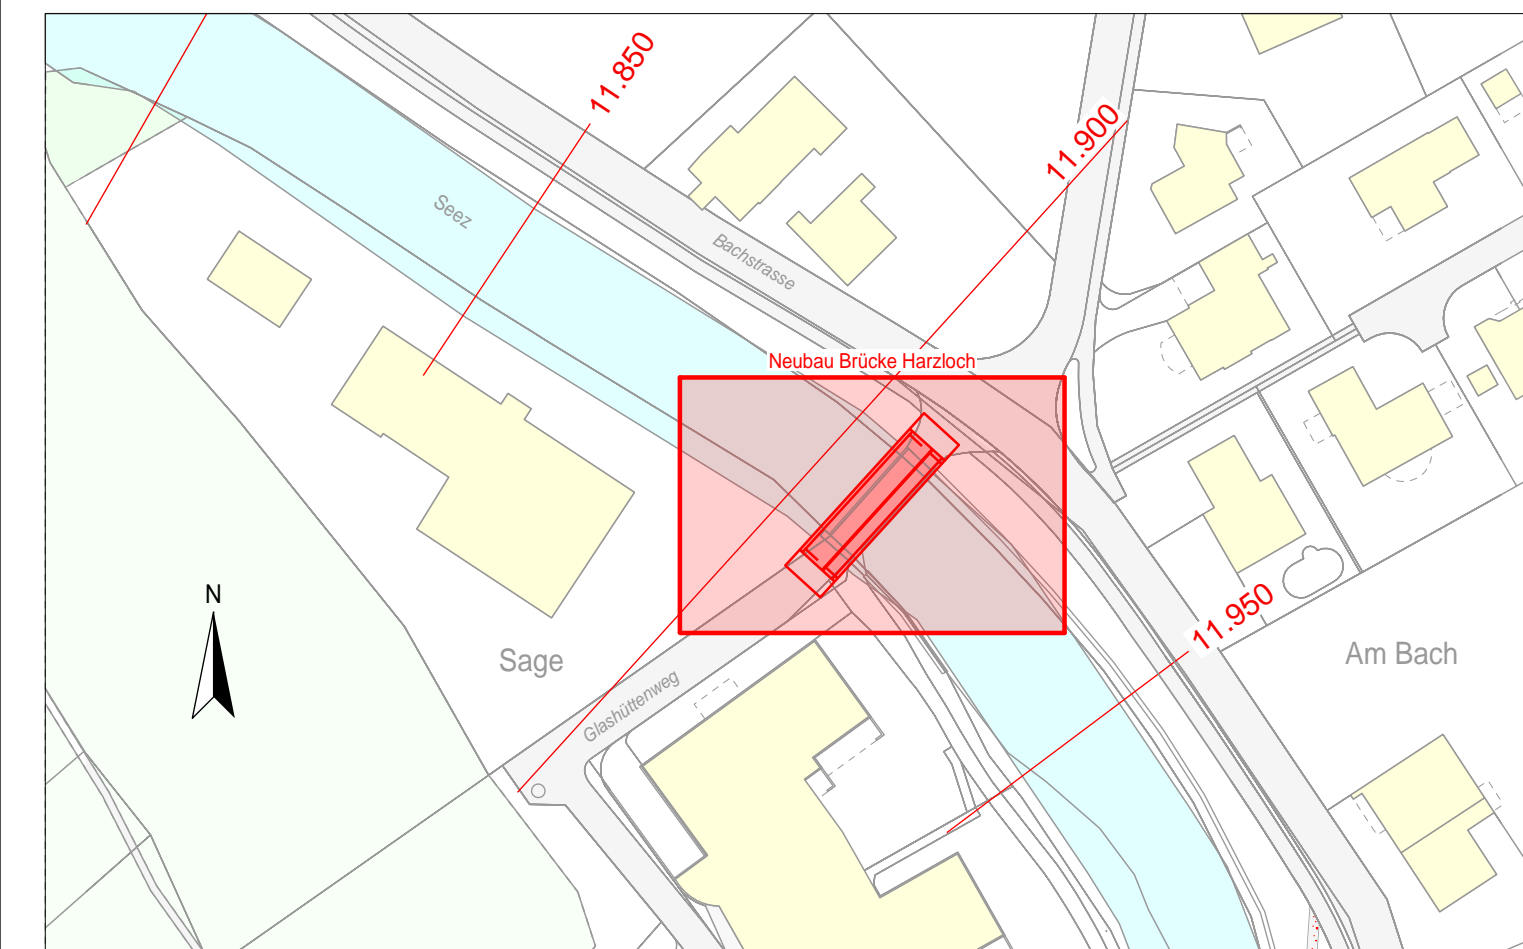 11.850
11.900
Seez
Bachstrasse
Neubau Brücke Harzloch
N
11.950
Sage
Am Bach
Glashüttenweg